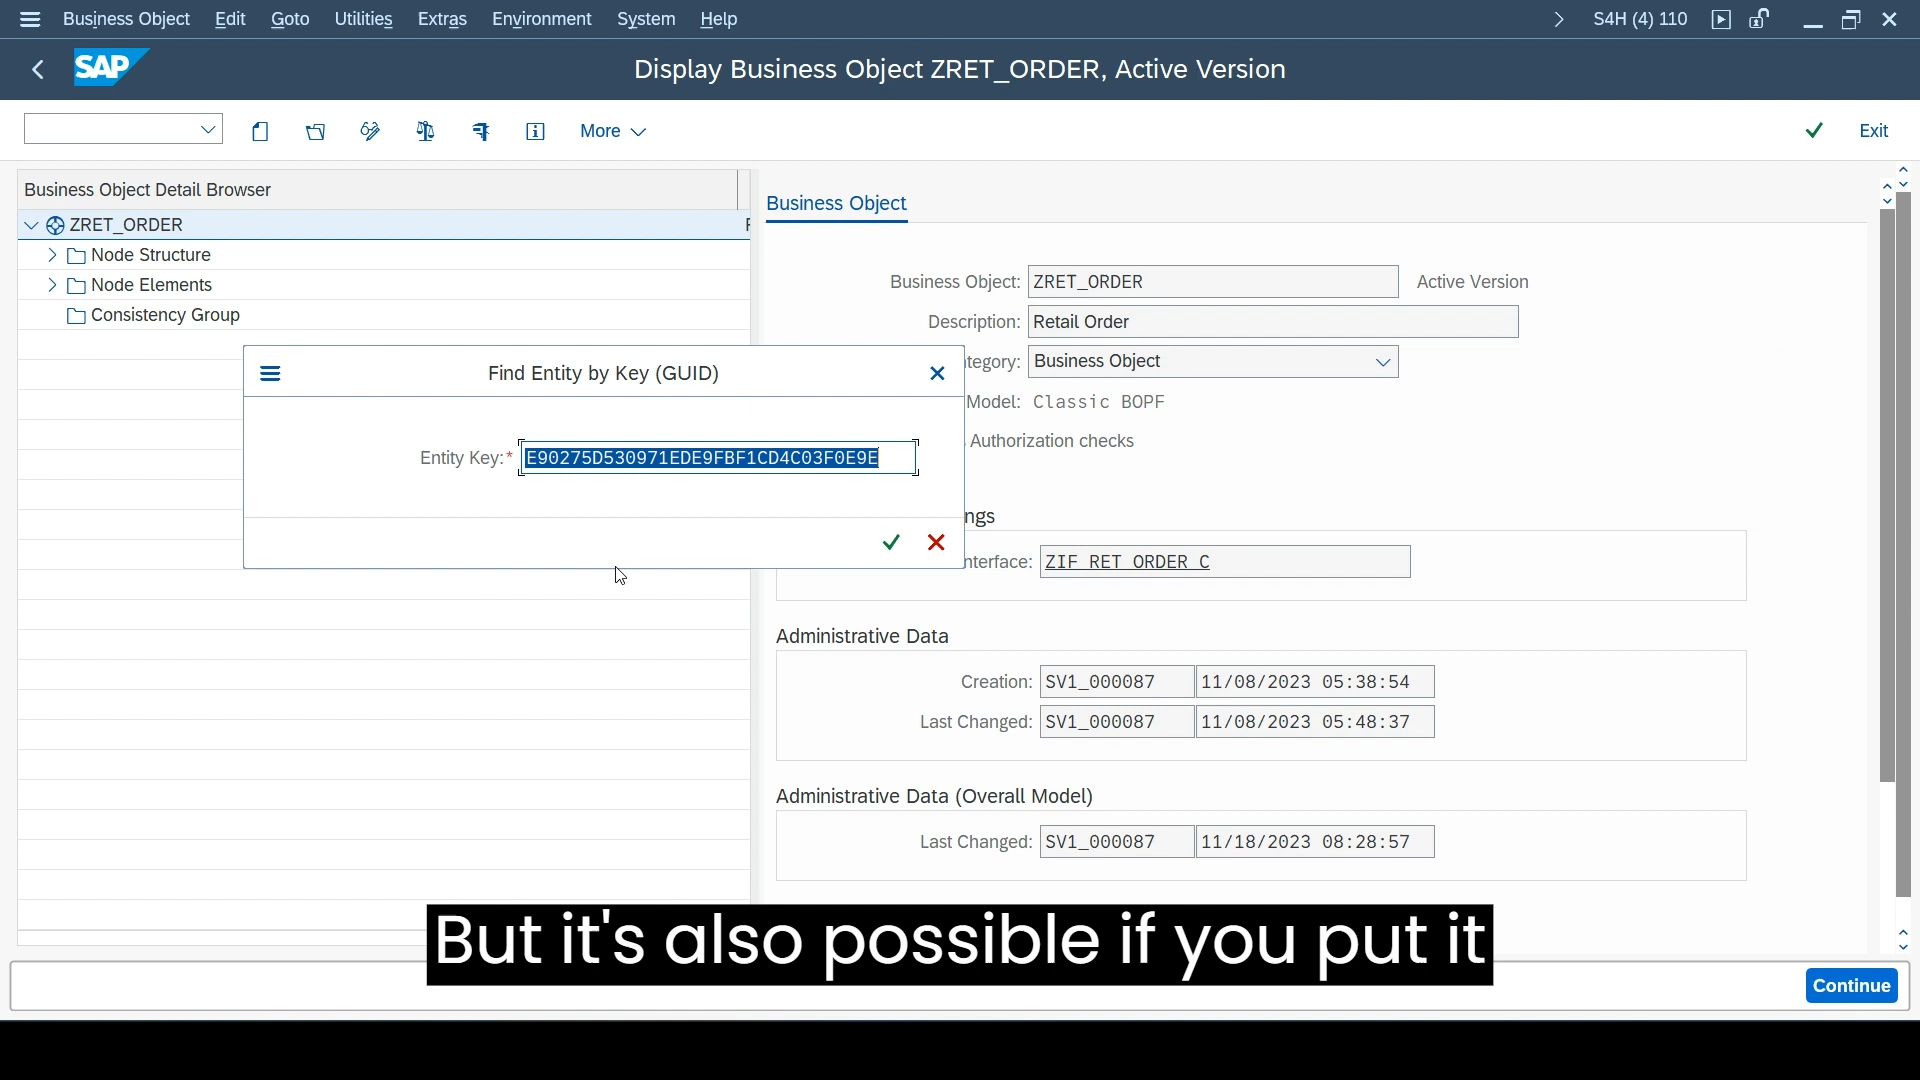 Business Object Edit Goto Utilities Extras Environment System Help S4H (4) 110
SAP Display Business Object ZRET_ORDER, Active Version
More Exit
Business Object Detail Browser
ZRET_ORDER
Node Structure
Node Elements
Consistency Group
Find Entity by Key (GUID)
Entity Key:* E90275D530971EDE9FBF1CD4C03F0E9E
Business Object
Business Object: ZRET_ORDER Active Version
Description: Retail Order
tegory: Business Object
Model: Classic BOPF
Authorization checks
ngs
nterface: ZIF_RET_ORDER_C
Administrative Data
Creation: SV1_000087 11/08/2023 05:38:54
Last Changed: SV1_000087 11/08/2023 05:48:37
Administrative Data (Overall Model)
Last Changed: SV1_000087 11/18/2023 08:28:57
But it's also possible if you put it
Continue